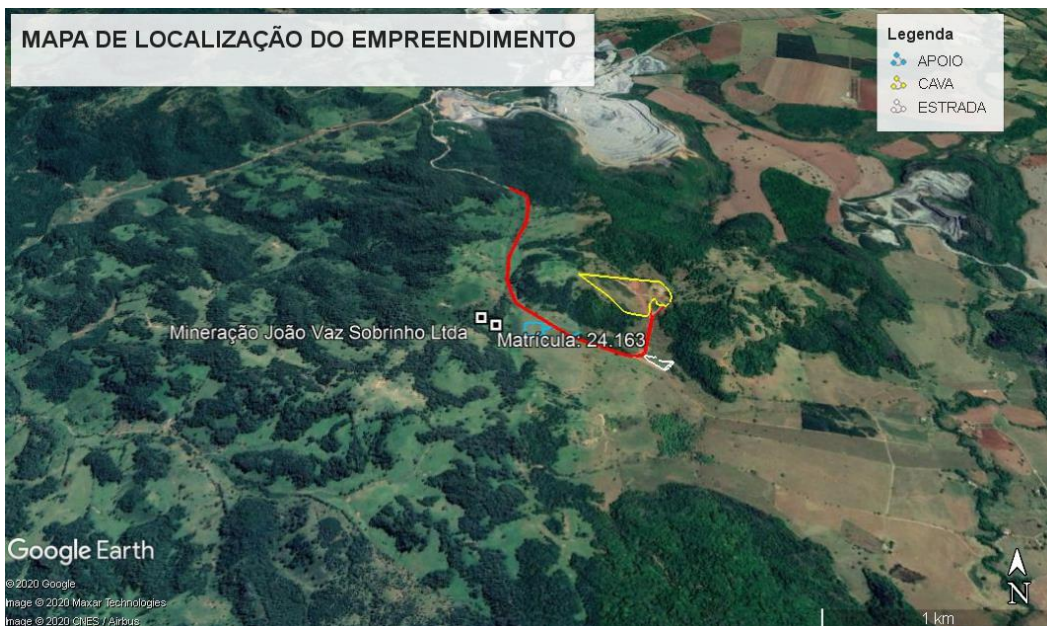 MAPA DE LOCALIZAÇÃO DO EMPREENDIMENTO
Legenda
APOIO
CAVA
ESTRADA
Mineração João Vaz Sobrinho Ltda
Matrícula: 24.163
Google Earth
© 2020 Google
Image © 2020 Maxar Technologies
Image © 2020 CNES / Airbus
N
1 km